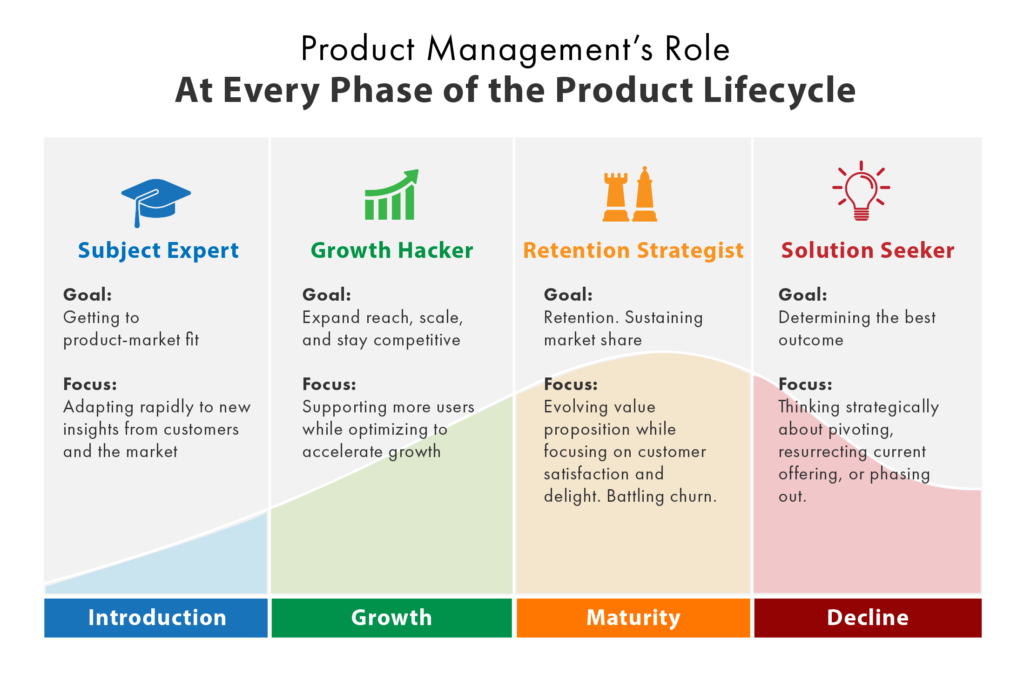 Product Management’s Role
At Every Phase of the Product Lifecycle
Subject Expert
Goal:
Getting to
product-market fit
Focus:
Adapting rapidly to new
insights from customers
and the market
Introduction
Growth Hacker
Goal:
Expand reach, scale,
and stay competitive
Focus:
Supporting more users
while optimizing to
accelerate growth
Growth
Retention Strategist
Goal:
Retention. Sustaining
market share
Focus:
Evolving value
proposition while
focusing on customer
satisfaction and
delight. Battling churn.
Maturity
Solution Seeker
Goal:
Determining the best
outcome
Focus:
Thinking strategically
about pivoting,
resurrecting current
offering, or phasing
out.
Decline